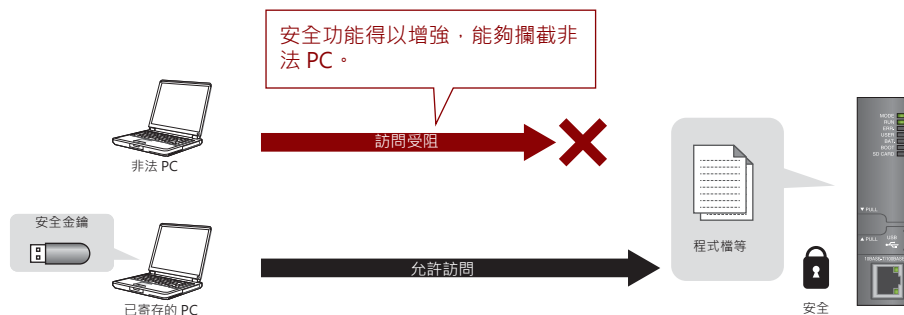 安全功能得以增強，能夠攔截非
法 PC。
訪問受阻
非法 PC
安全金鑰
允許訪問
已寄存的 PC
程式檔等
安全
MODE
RUN
ERR.
USER
BAT.
BOOT
SD CARD
▼ PULL
▲ PULL
USB